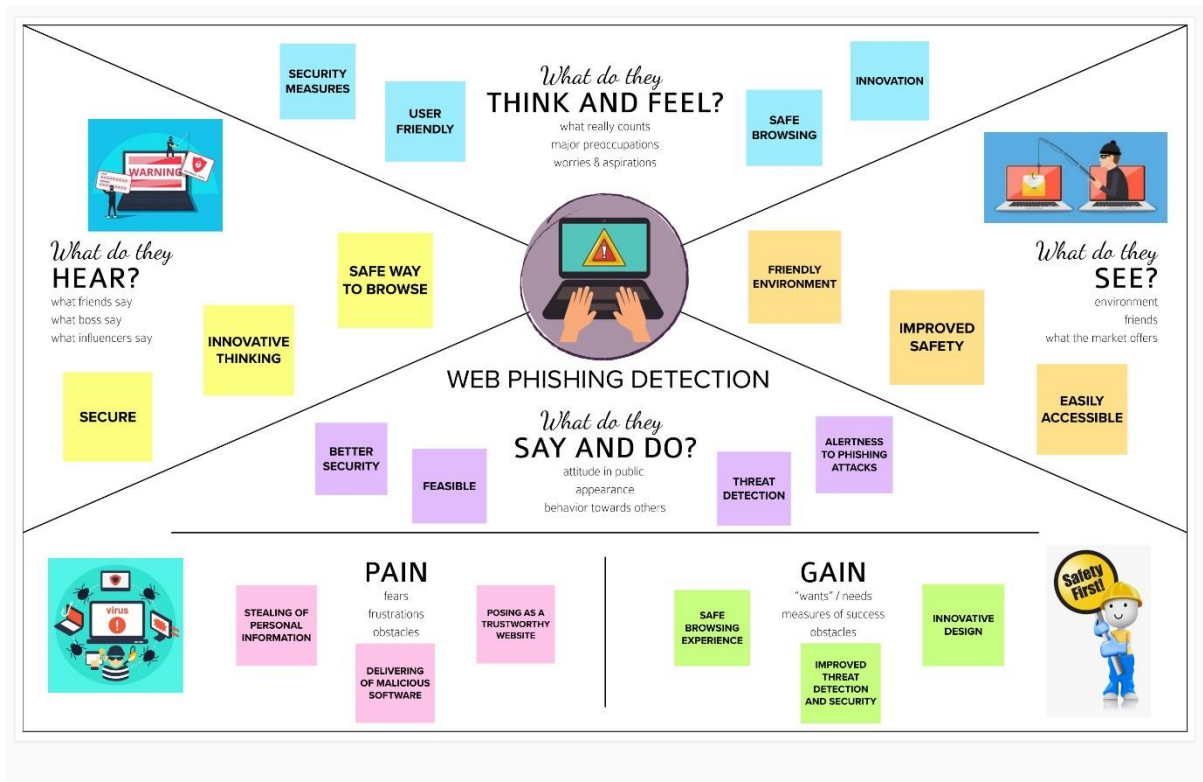 What do they
THINK AND FEEL?
what really counts
major preoccupations
worries & aspirations
SECURITY
MEASURES
USER
FRIENDLY
SAFE
BROWSING
INNOVATION
WARNING
What do they
HEAR?
what friends say
what boss say
what influencers say
SAFE WAY
TO BROWSE
INNOVATIVE
THINKING
SECURE
What do they
SEE?
environment
friends
what the market offers
FRIENDLY
ENVIRONMENT
IMPROVED
SAFETY
EASILY
ACCESSIBLE
WEB PHISHING DETECTION
What do they
SAY AND DO?
attitude in public
appearance
behavior towards others
BETTER
SECURITY
FEASIBLE
THREAT
DETECTION
ALERTNESS
TO PHISHING
ATTACKS
virus
PAIN
fears
frustrations
obstacles
STEALING OF
PERSONAL
INFORMATION
DELIVERING
OF MALICIOUS
SOFTWARE
POSING AS A
TRUSTWORTHY
WEBSITE
GAIN
"wants" / needs
measures of success
obstacles
SAFE
BROWSING
EXPERIENCE
IMPROVED
THREAT
DETECTION
AND SECURITY
INNOVATIVE
DESIGN
Safety
First!